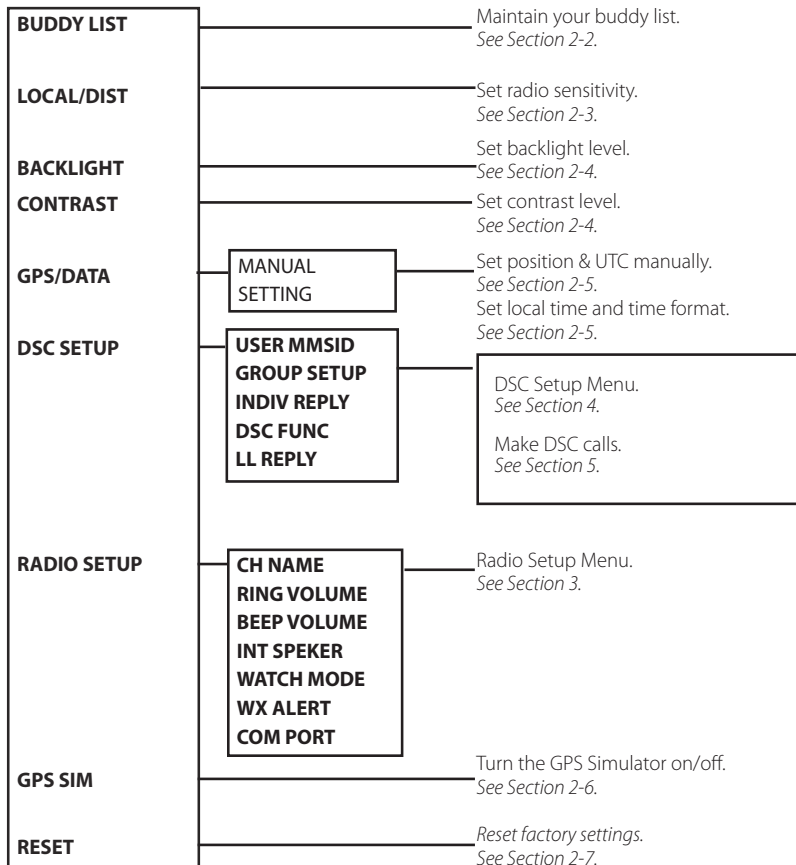 BUDDY LIST
Maintain your buddy list.
See Section 2-2.
LOCAL/DIST
Set radio sensitivity.
See Section 2-3.
BACKLIGHT
Set backlight level.
See Section 2-4.
CONTRAST
Set contrast level.
See Section 2-4.
GPS/DATA
MANUAL
SETTING
Set position & UTC manually.
See Section 2-5.
Set local time and time format.
See Section 2-5.
DSC SETUP
USER MMSID
GROUP SETUP
INDIV REPLY
DSC FUNC
LL REPLY
DSC Setup Menu.
See Section 4.
Make DSC calls.
See Section 5.
RADIO SETUP
CH NAME
RING VOLUME
BEEP VOLUME
INT SPEKER
WATCH MODE
WX ALERT
COM PORT
Radio Setup Menu.
See Section 3.
GPS SIM
Turn the GPS Simulator on/off.
See Section 2-6.
RESET
Reset factory settings.
See Section 2-7.